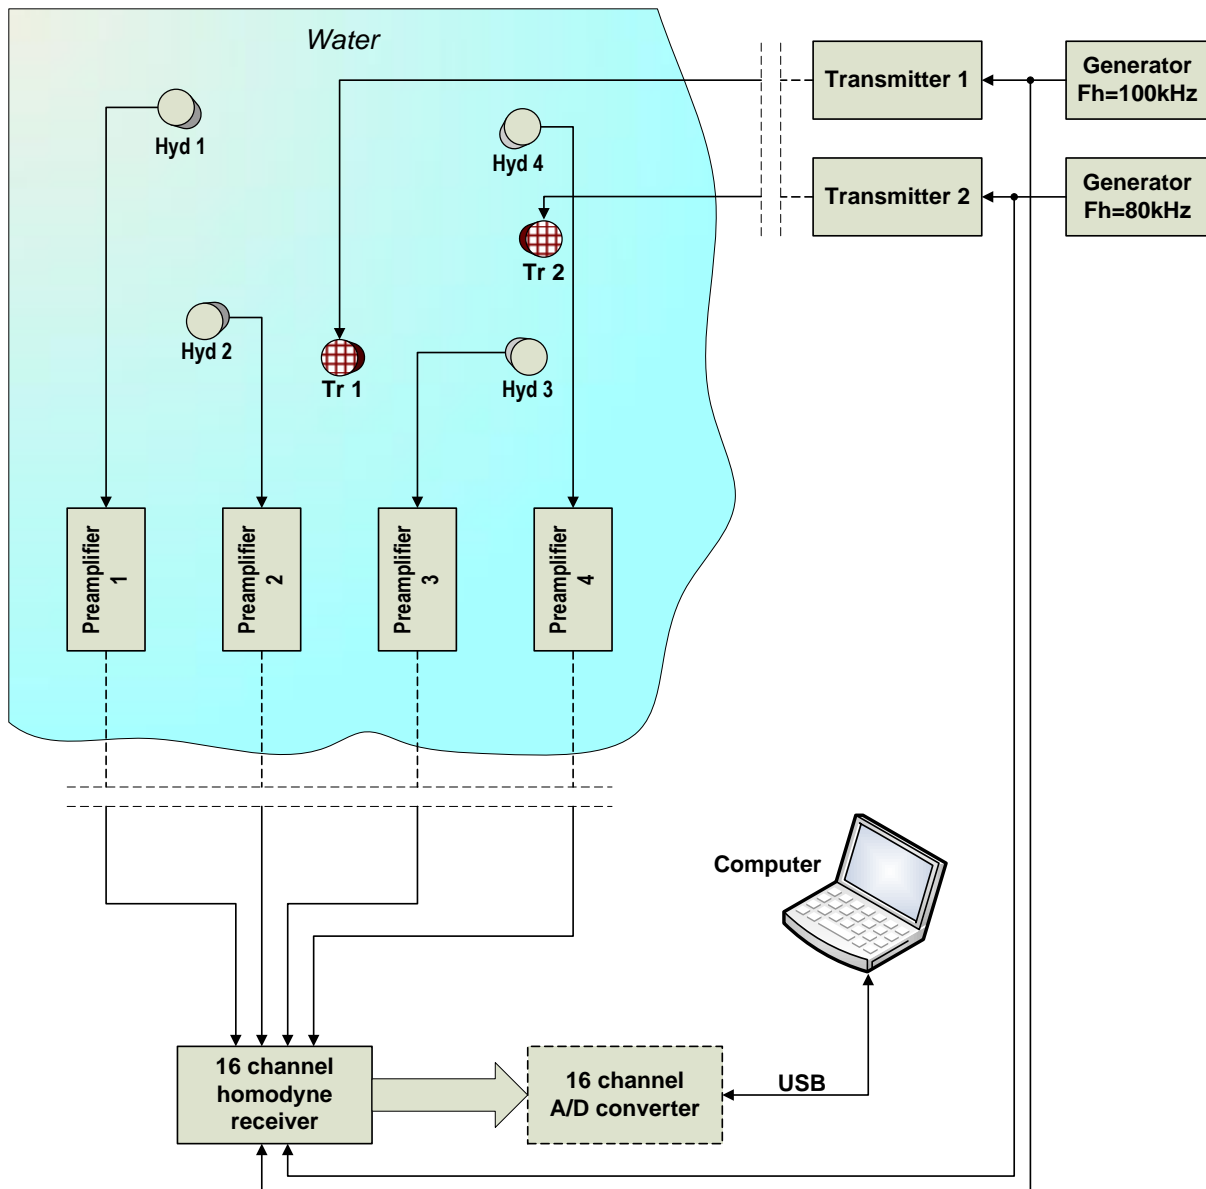 Water
Transmitter 1
Generator
Fh=100kHz
Hyd 1
Hyd 4
Transmitter 2
Generator
Fh=80kHz
Tr 2
Hyd 2
Tr 1
Hyd 3
Preamplifier
1
Preamplifier
2
Preamplifier
3
Preamplifier
4
Computer
16 channel
homodyne
receiver
16 channel
A/D converter
USB